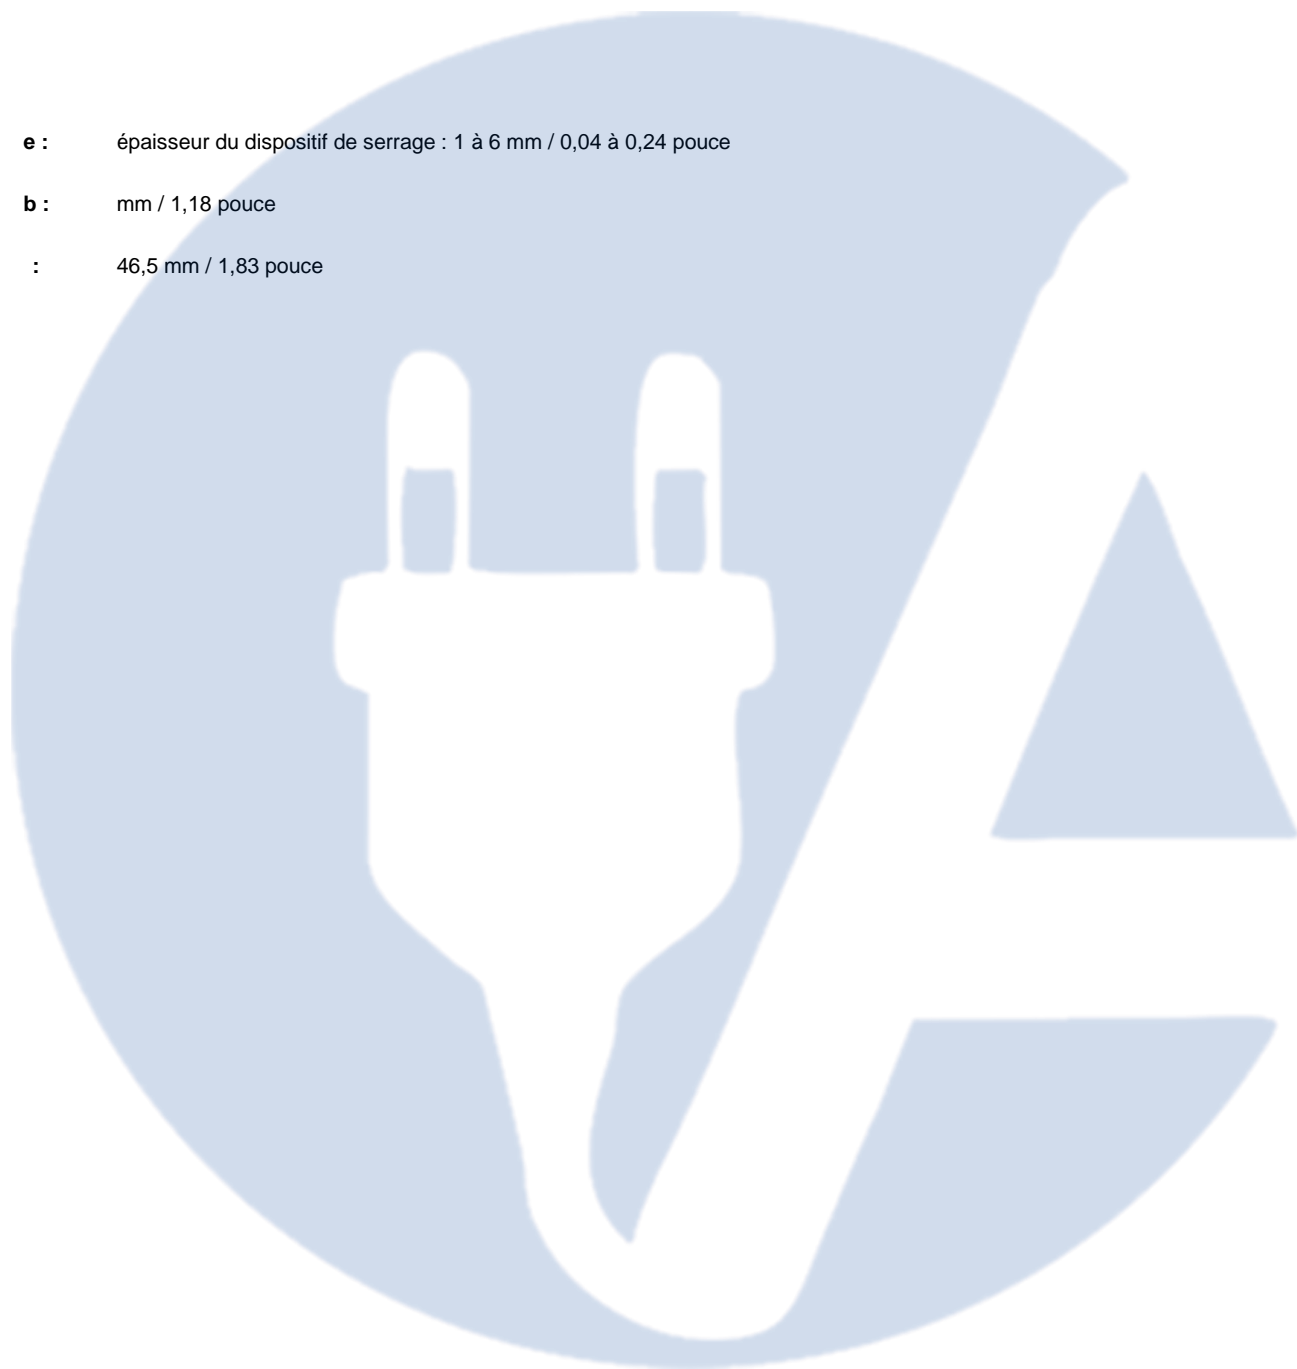 e : épaisseur du dispositif de serrage : 1 à 6 mm / 0,04 à 0,24 pouce
b : mm / 1,18 pouce
: 46,5 mm / 1,83 pouce